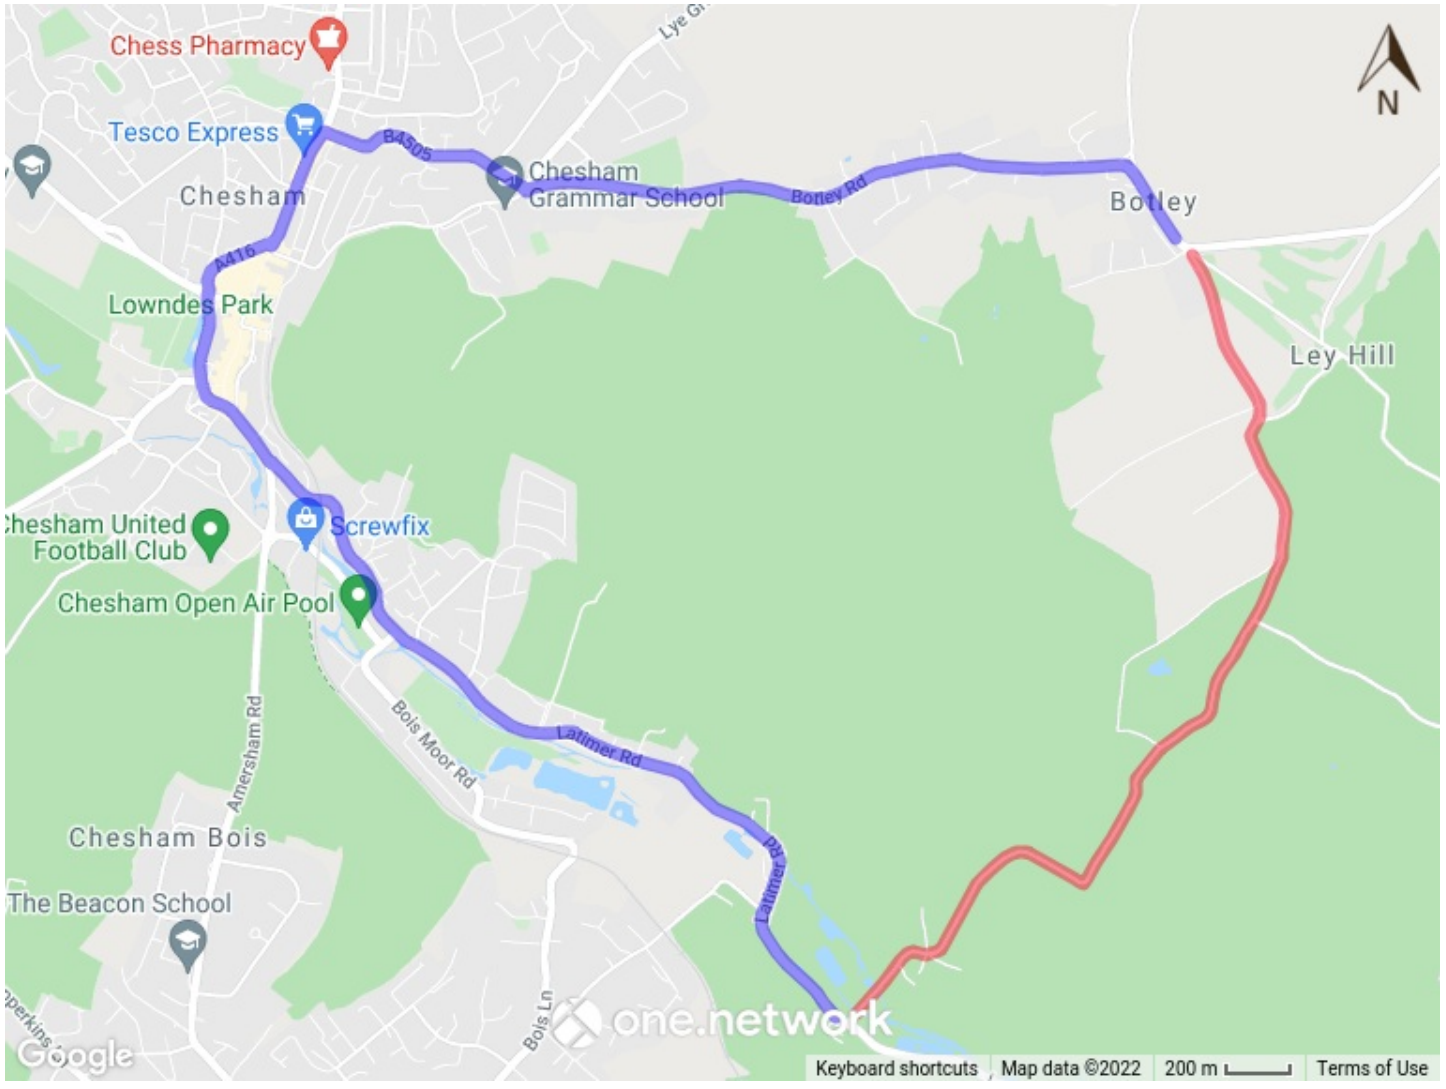 Lye Gr
Chess Pharmacy
N
Tesco Express
B4505
Chesham
Grammar School
Chesham
Botley Rd
Botley
A416
Lowndes Park
Ley Hill
Chesham United
Football Club
Screwfix
Chesham Open Air Pool
Amersham Rd
Bois Moor Rd
Latimer Rd
Chesham Bois
Latimer Rd
The Beacon School
Bois Ln
one.network
Google
Keyboard shortcuts
Map data ©2022
200 m
Terms of Use